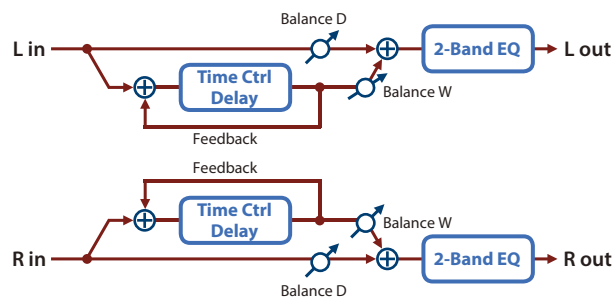 Balance D
L in
2-Band EQ
L out
Time Ctrl
Delay
Balance W
Feedback
Feedback
Time Ctrl
Delay
Balance W
R in
2-Band EQ
R out
Balance D